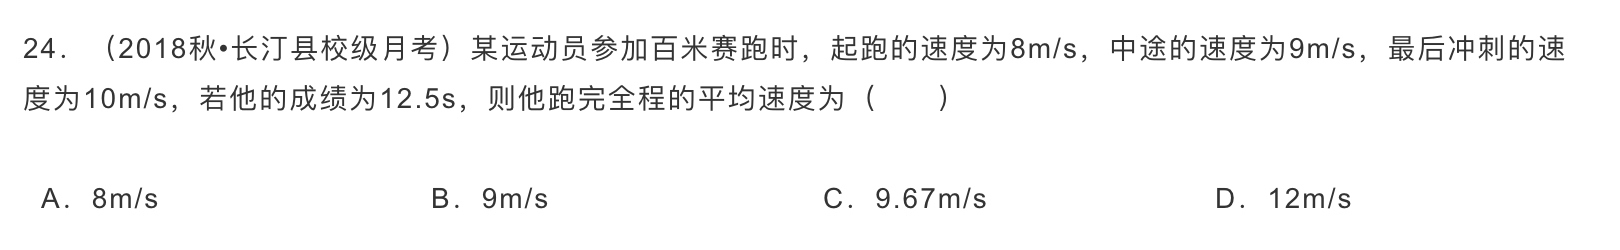 24．（2018秋•长汀县校级月考）某运动员参加百米赛跑时，起跑的速度为8m/s，中途的速度为9m/s，最后冲刺的速
度为10m/s，若他的成绩为12.5s，则他跑完全程的平均速度为（　　）
A．8m/s　　B．9m/s　　C．9.67m/s　　D．12m/s